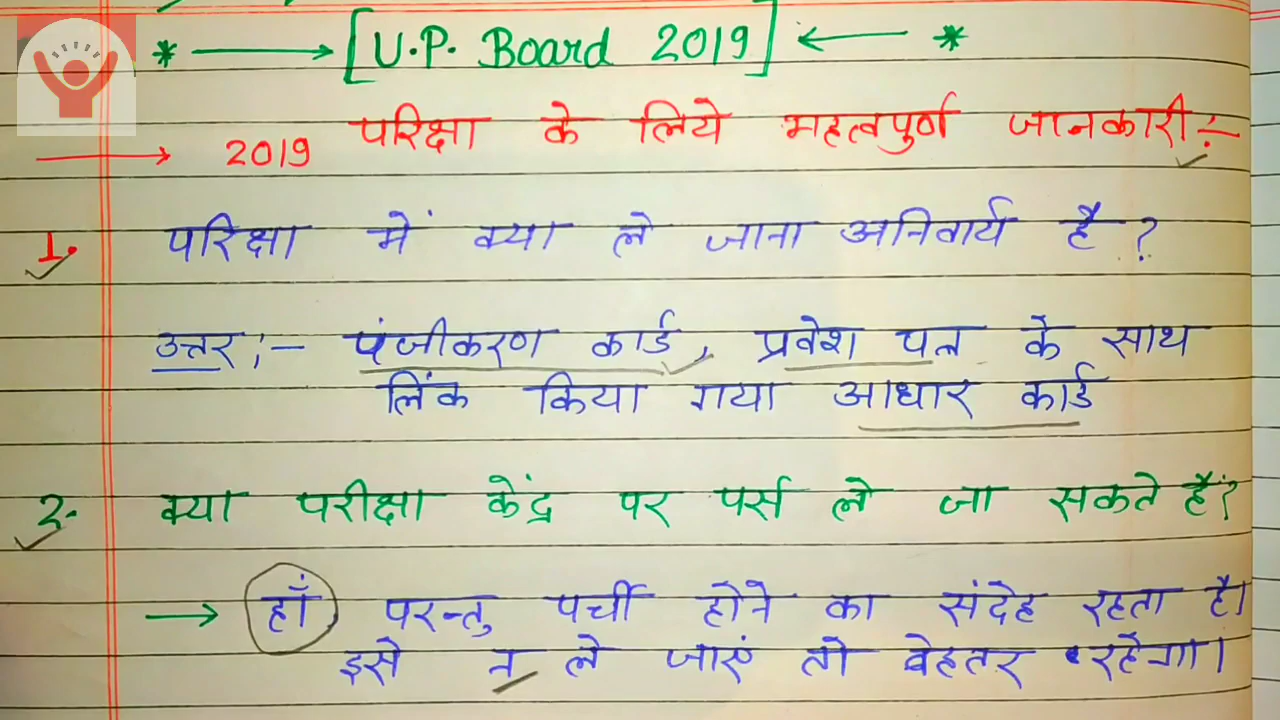 * → [U.P. Board 2019] ← *
→ 2019 परिक्षा के लिये महत्वपुर्ण जानकारी :-
1. परिक्षा में क्या ले जाना अनिवार्य है ?
उत्तर :- पंजीकरण कार्ड, प्रवेश पत्र के साथ
लिंक किया गया आधार कार्ड
2. क्या परीक्षा केंद्र पर पर्स ले जा सकते हैं?
→ हाँ परन्तु पर्ची होने का संदेह रहता है।
इसे न ले जाएं तो बेहतर रहेगा।